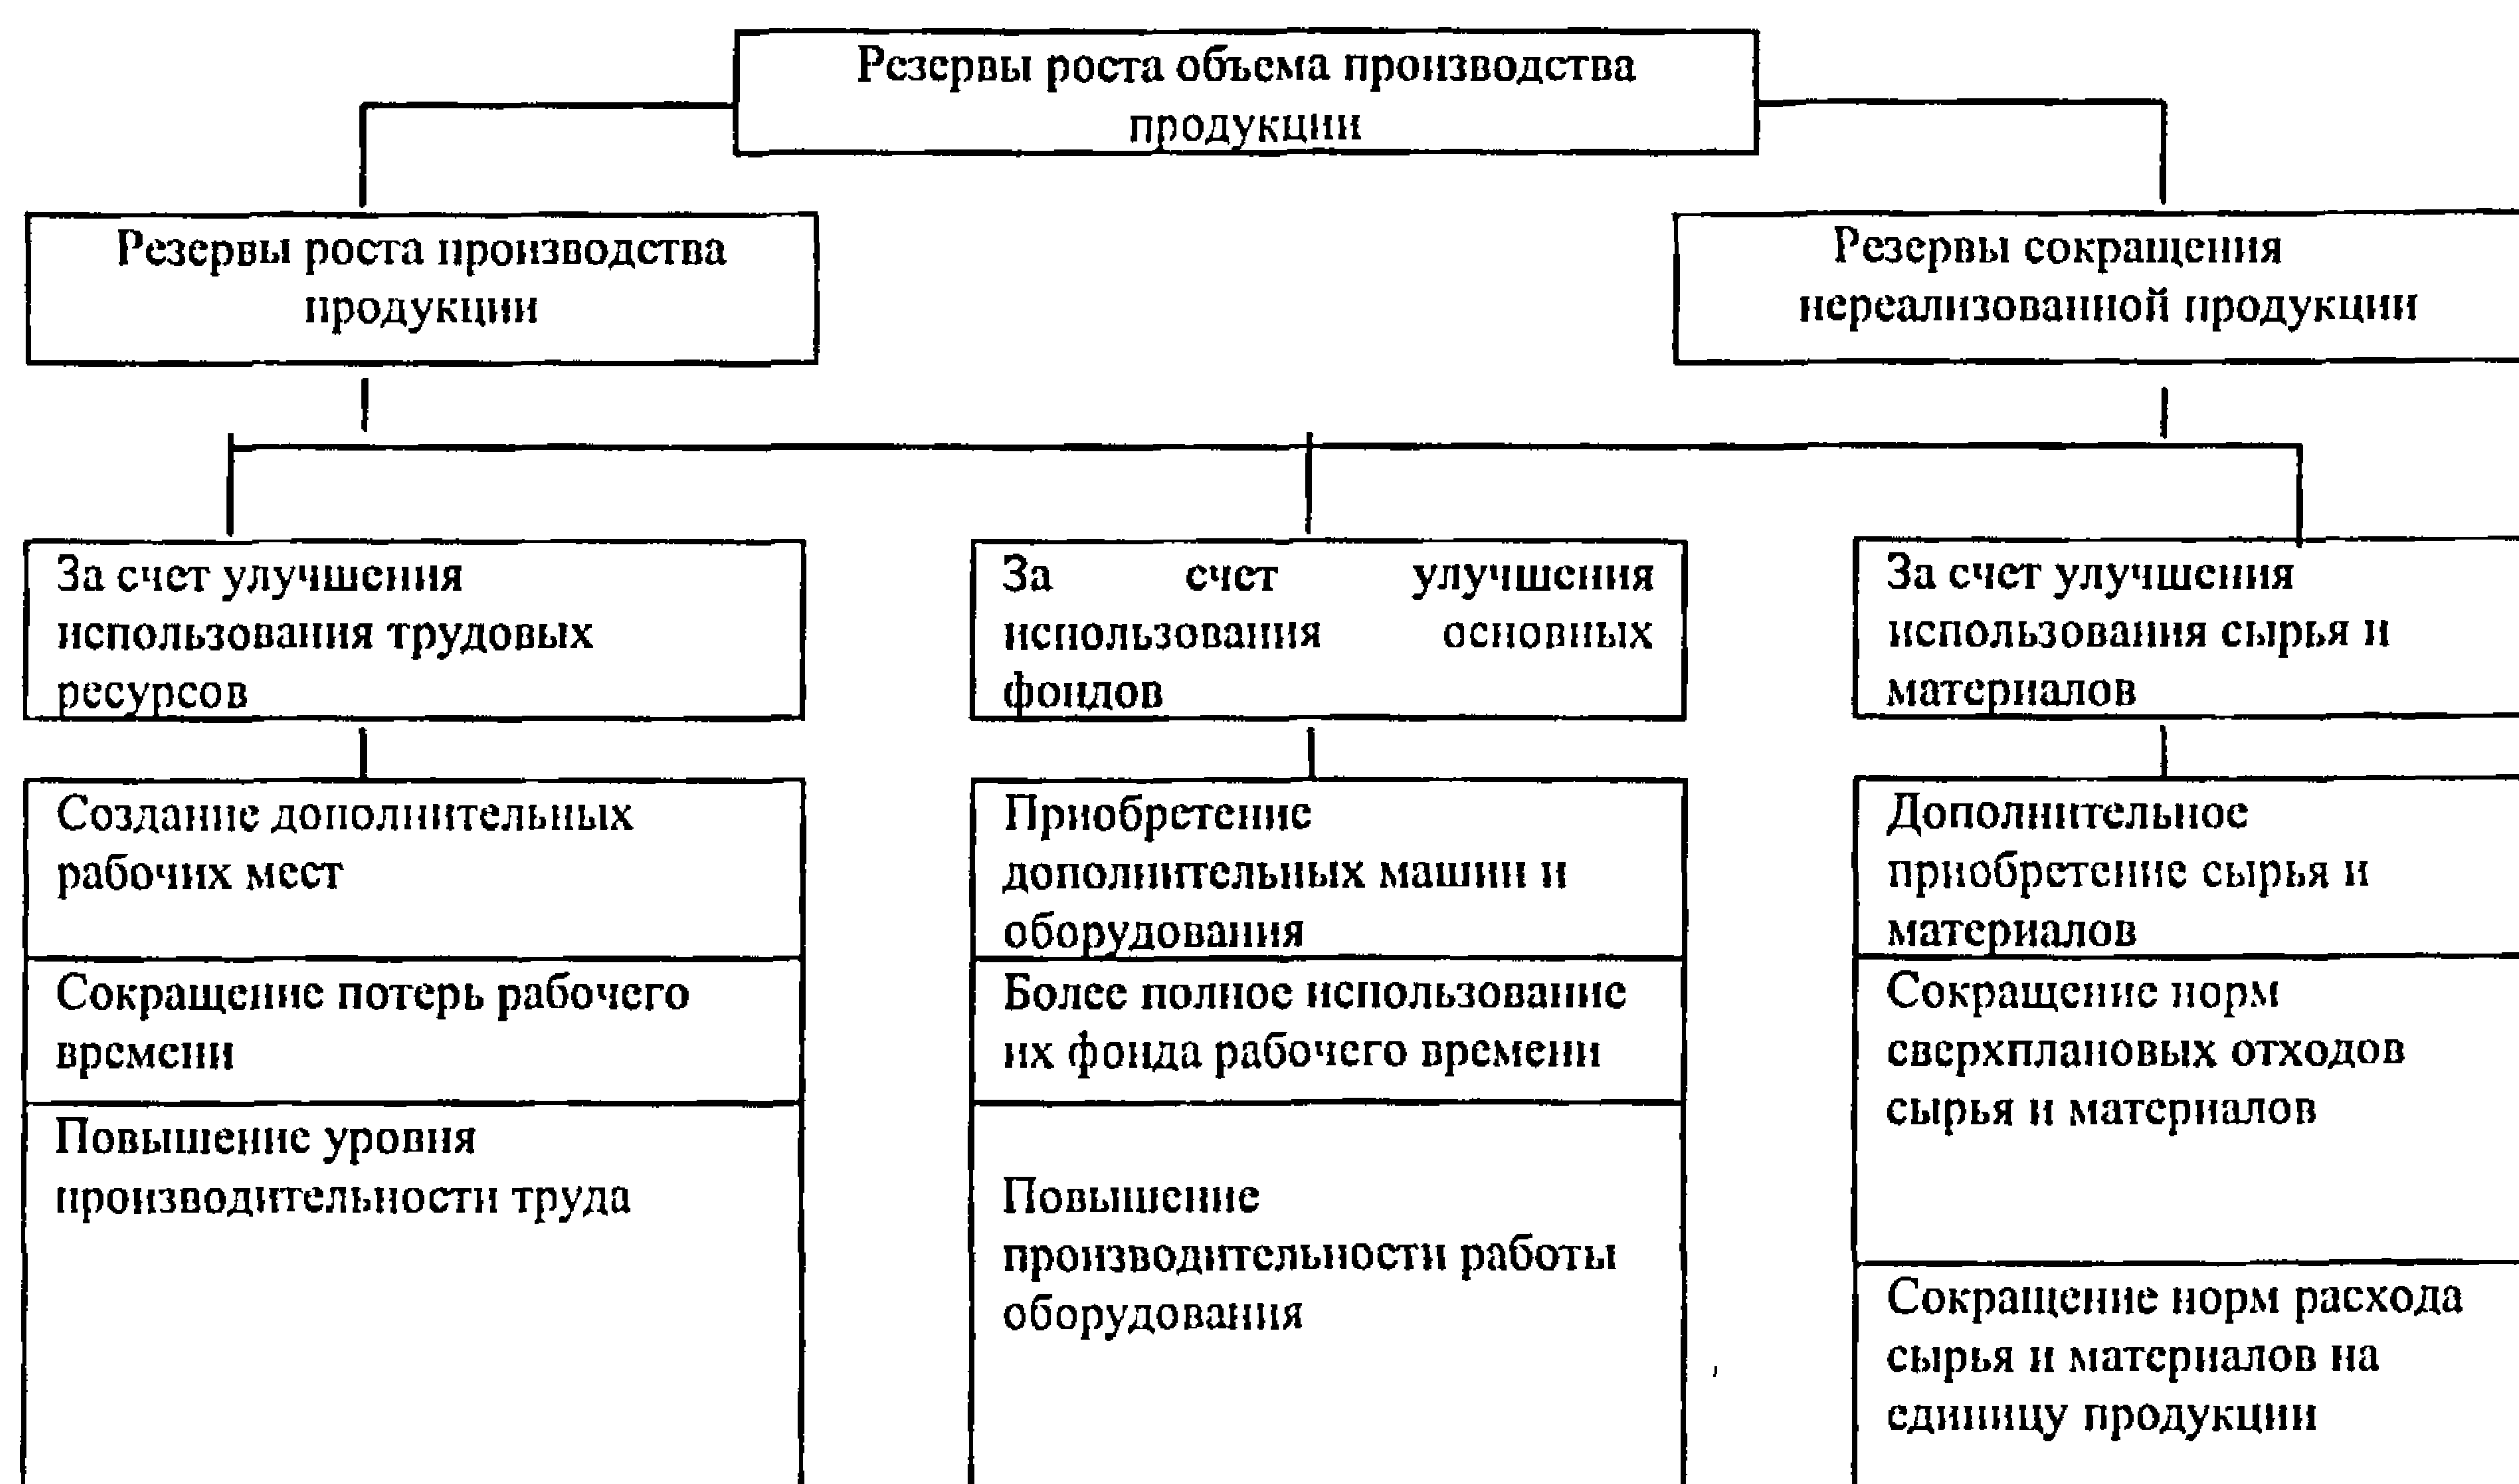 Резервы роста объема производства
продукции
Резервы роста производства
продукции
Резервы сокращения
нереализованной продукции
За счет улучшения
использования трудовых
ресурсов
За счет улучшения
использования основных
фондов
За счет улучшения
использования сырья и
материалов
Создание дополнительных
рабочих мест
Сокращение потерь рабочего
времени
Повышение уровня
производительности труда
Приобретение
дополнительных машин и
оборудования
Более полное использование
их фонда рабочего времени
Повышение
производительности работы
оборудования
Дополнительное
приобретение сырья и
материалов
Сокращение норм
сверхплановых отходов
сырья и материалов
Сокращение норм расхода
сырья и материалов на
единицу продукции